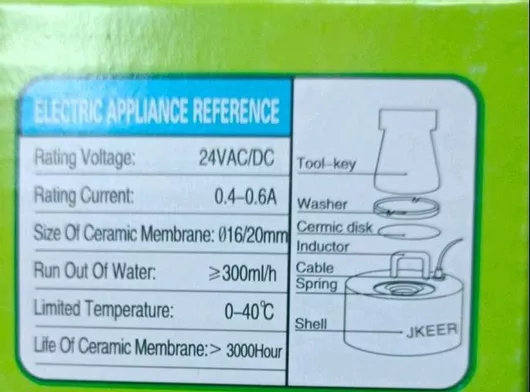 ELECTRIC APPLIANCE REFERENCE
Rating Voltage: 24VAC/DC
Rating Current: 0.4-0.6A
Size Of Ceramic Membrane: Ø16/20mm
Run Out Of Water: ≥300ml/h
Limited Temperature: 0-40℃
Life Of Ceramic Membrane:> 3000Hour
Tool-key
Washer
Cermic disk
Inductor
Cable
Spring
Shell
JKEER